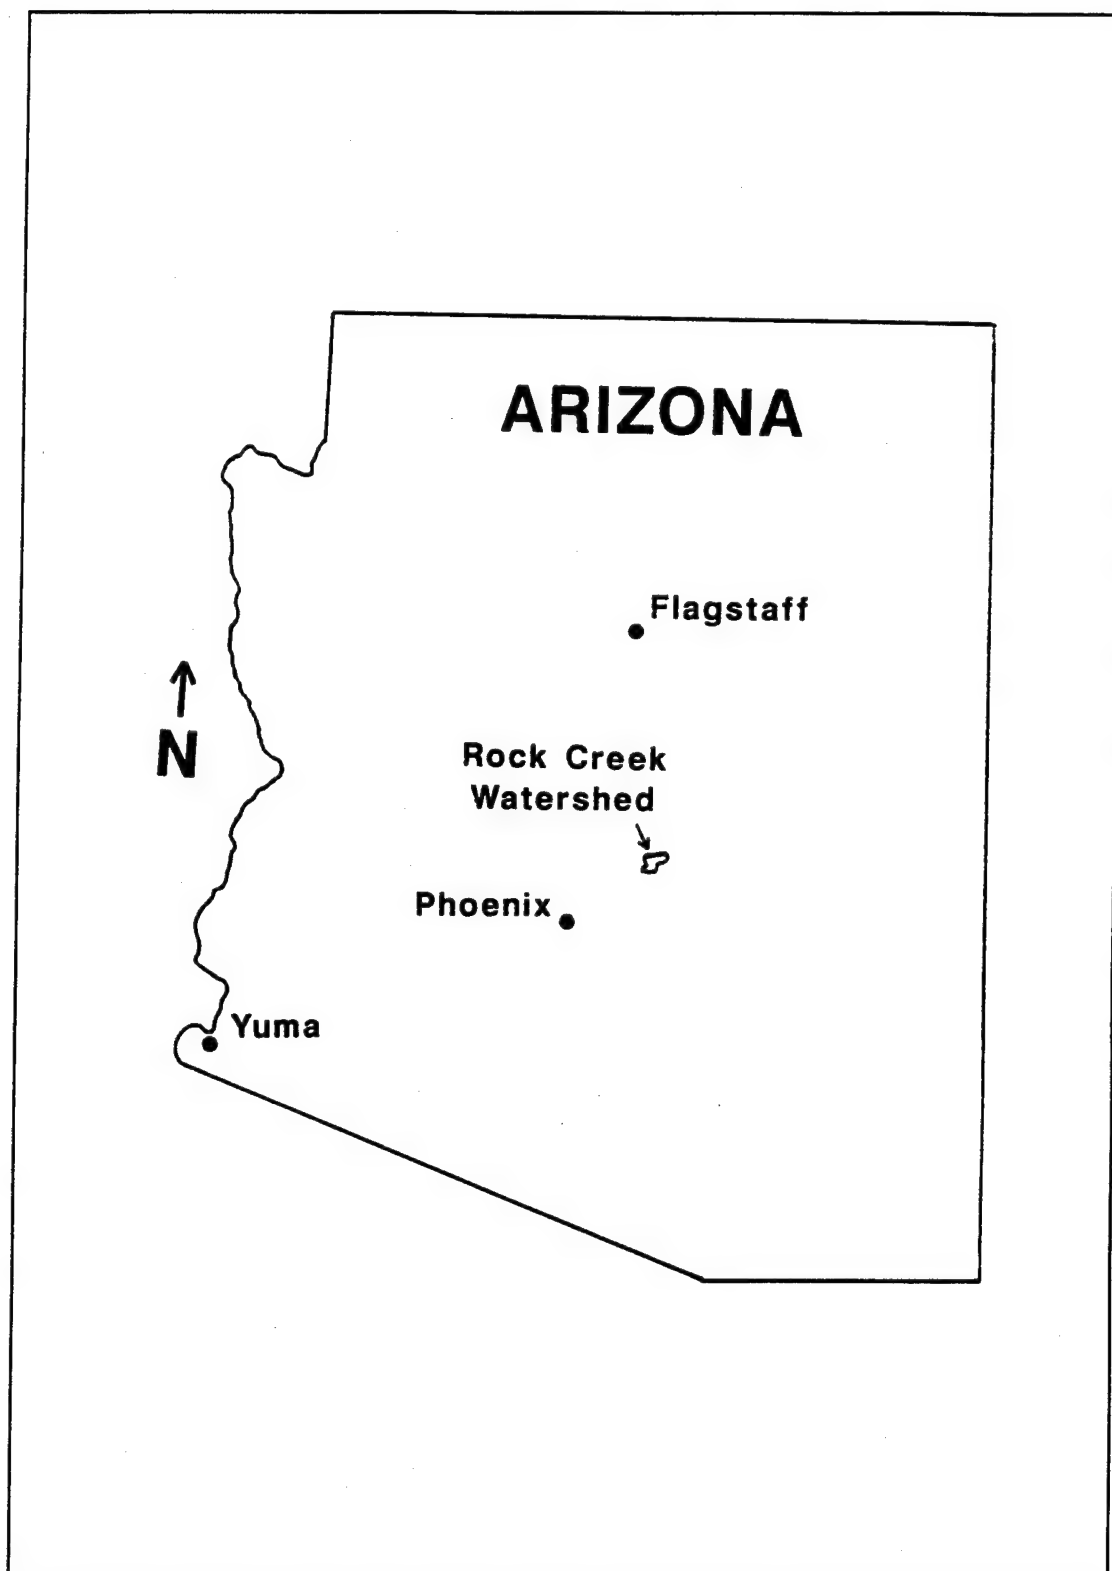 ARIZONA
Flagstaff
N
Rock Creek
Watershed
Phoenix
Yuma